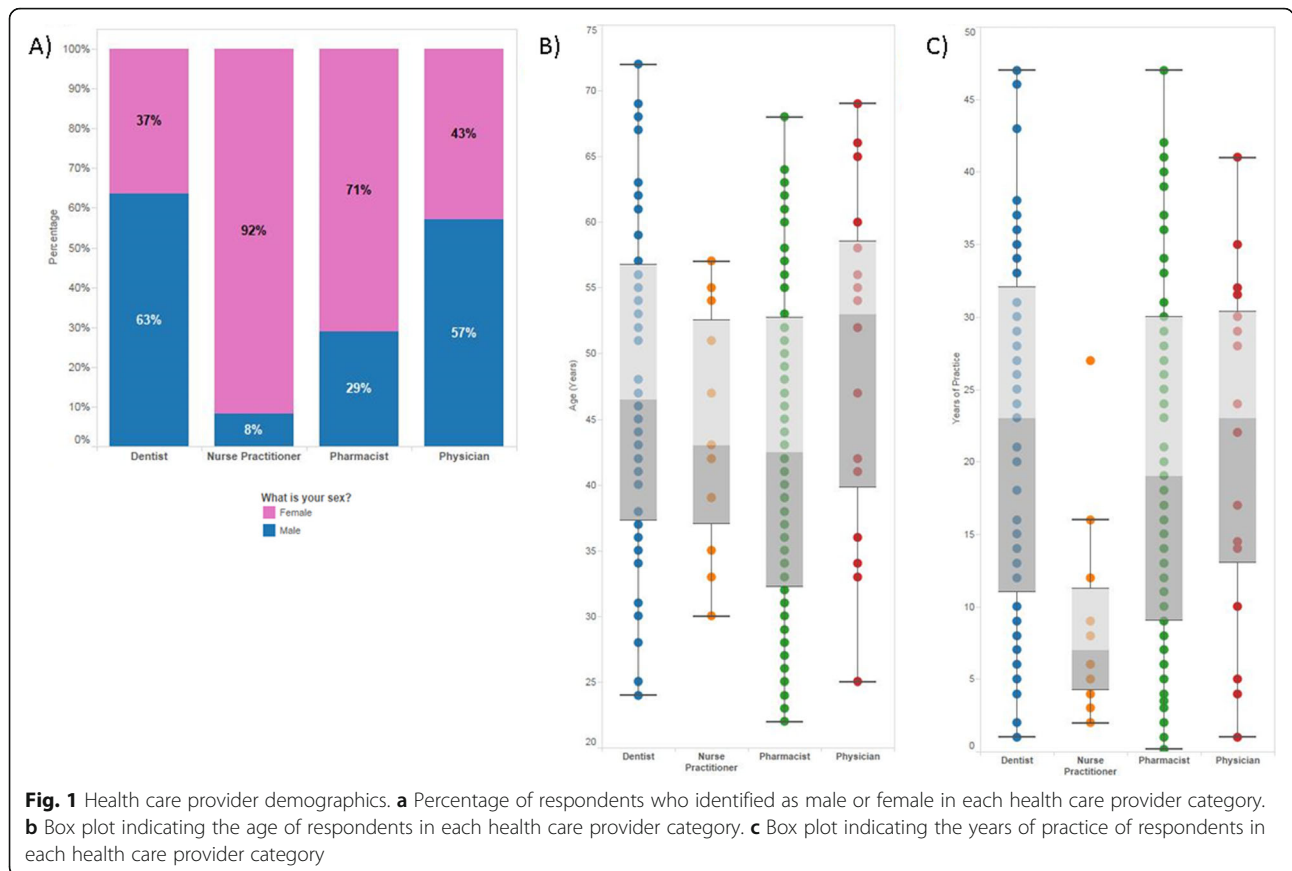 A)
100%
90%
80%
70%
60%
50%
40%
30%
20%
10%
0%
Percentage
37%
63%
92%
8%
71%
29%
43%
57%
Dentist
Nurse Practitioner
Pharmacist
Physician
What is your sex?
Female
Male
B)
75
70
65
60
55
50
45
40
35
30
25
20
Age (Years)
Dentist
Nurse
Practitioner
Pharmacist
Physician
C)
50
45
40
35
30
25
20
15
10
5
0
Years of Practice
Dentist
Nurse
Practitioner
Pharmacist
Physician
Fig. 1 Health care provider demographics. a Percentage of respondents who identified as male or female in each health care provider category.
b Box plot indicating the age of respondents in each health care provider category. c Box plot indicating the years of practice of respondents in
each health care provider category